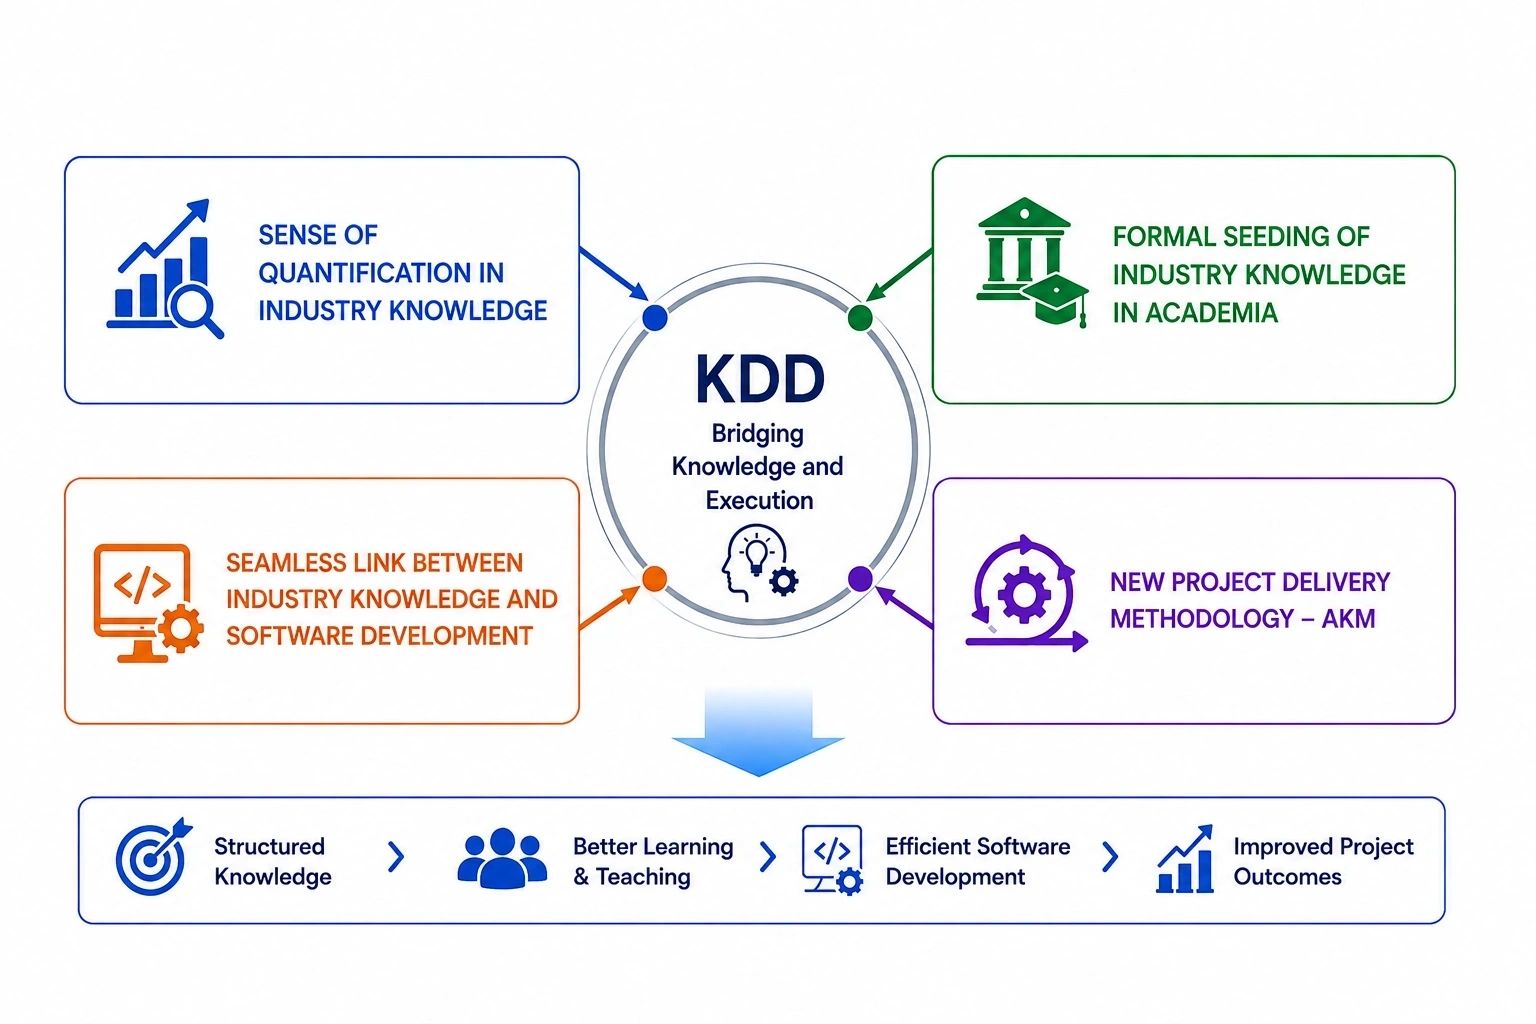 SENSE OF
QUANTIFICATION IN
INDUSTRY KNOWLEDGE
FORMAL SEEDING OF
INDUSTRY KNOWLEDGE
IN ACADEMIA
KDD
Bridging
Knowledge and
Execution
SEAMLESS LINK BETWEEN
INDUSTRY KNOWLEDGE AND
SOFTWARE DEVELOPMENT
</>
NEW PROJECT DELIVERY
METHODOLOGY – AKM
Structured
Knowledge
Better Learning
& Teaching
</>
Efficient Software
Development
Improved Project
Outcomes